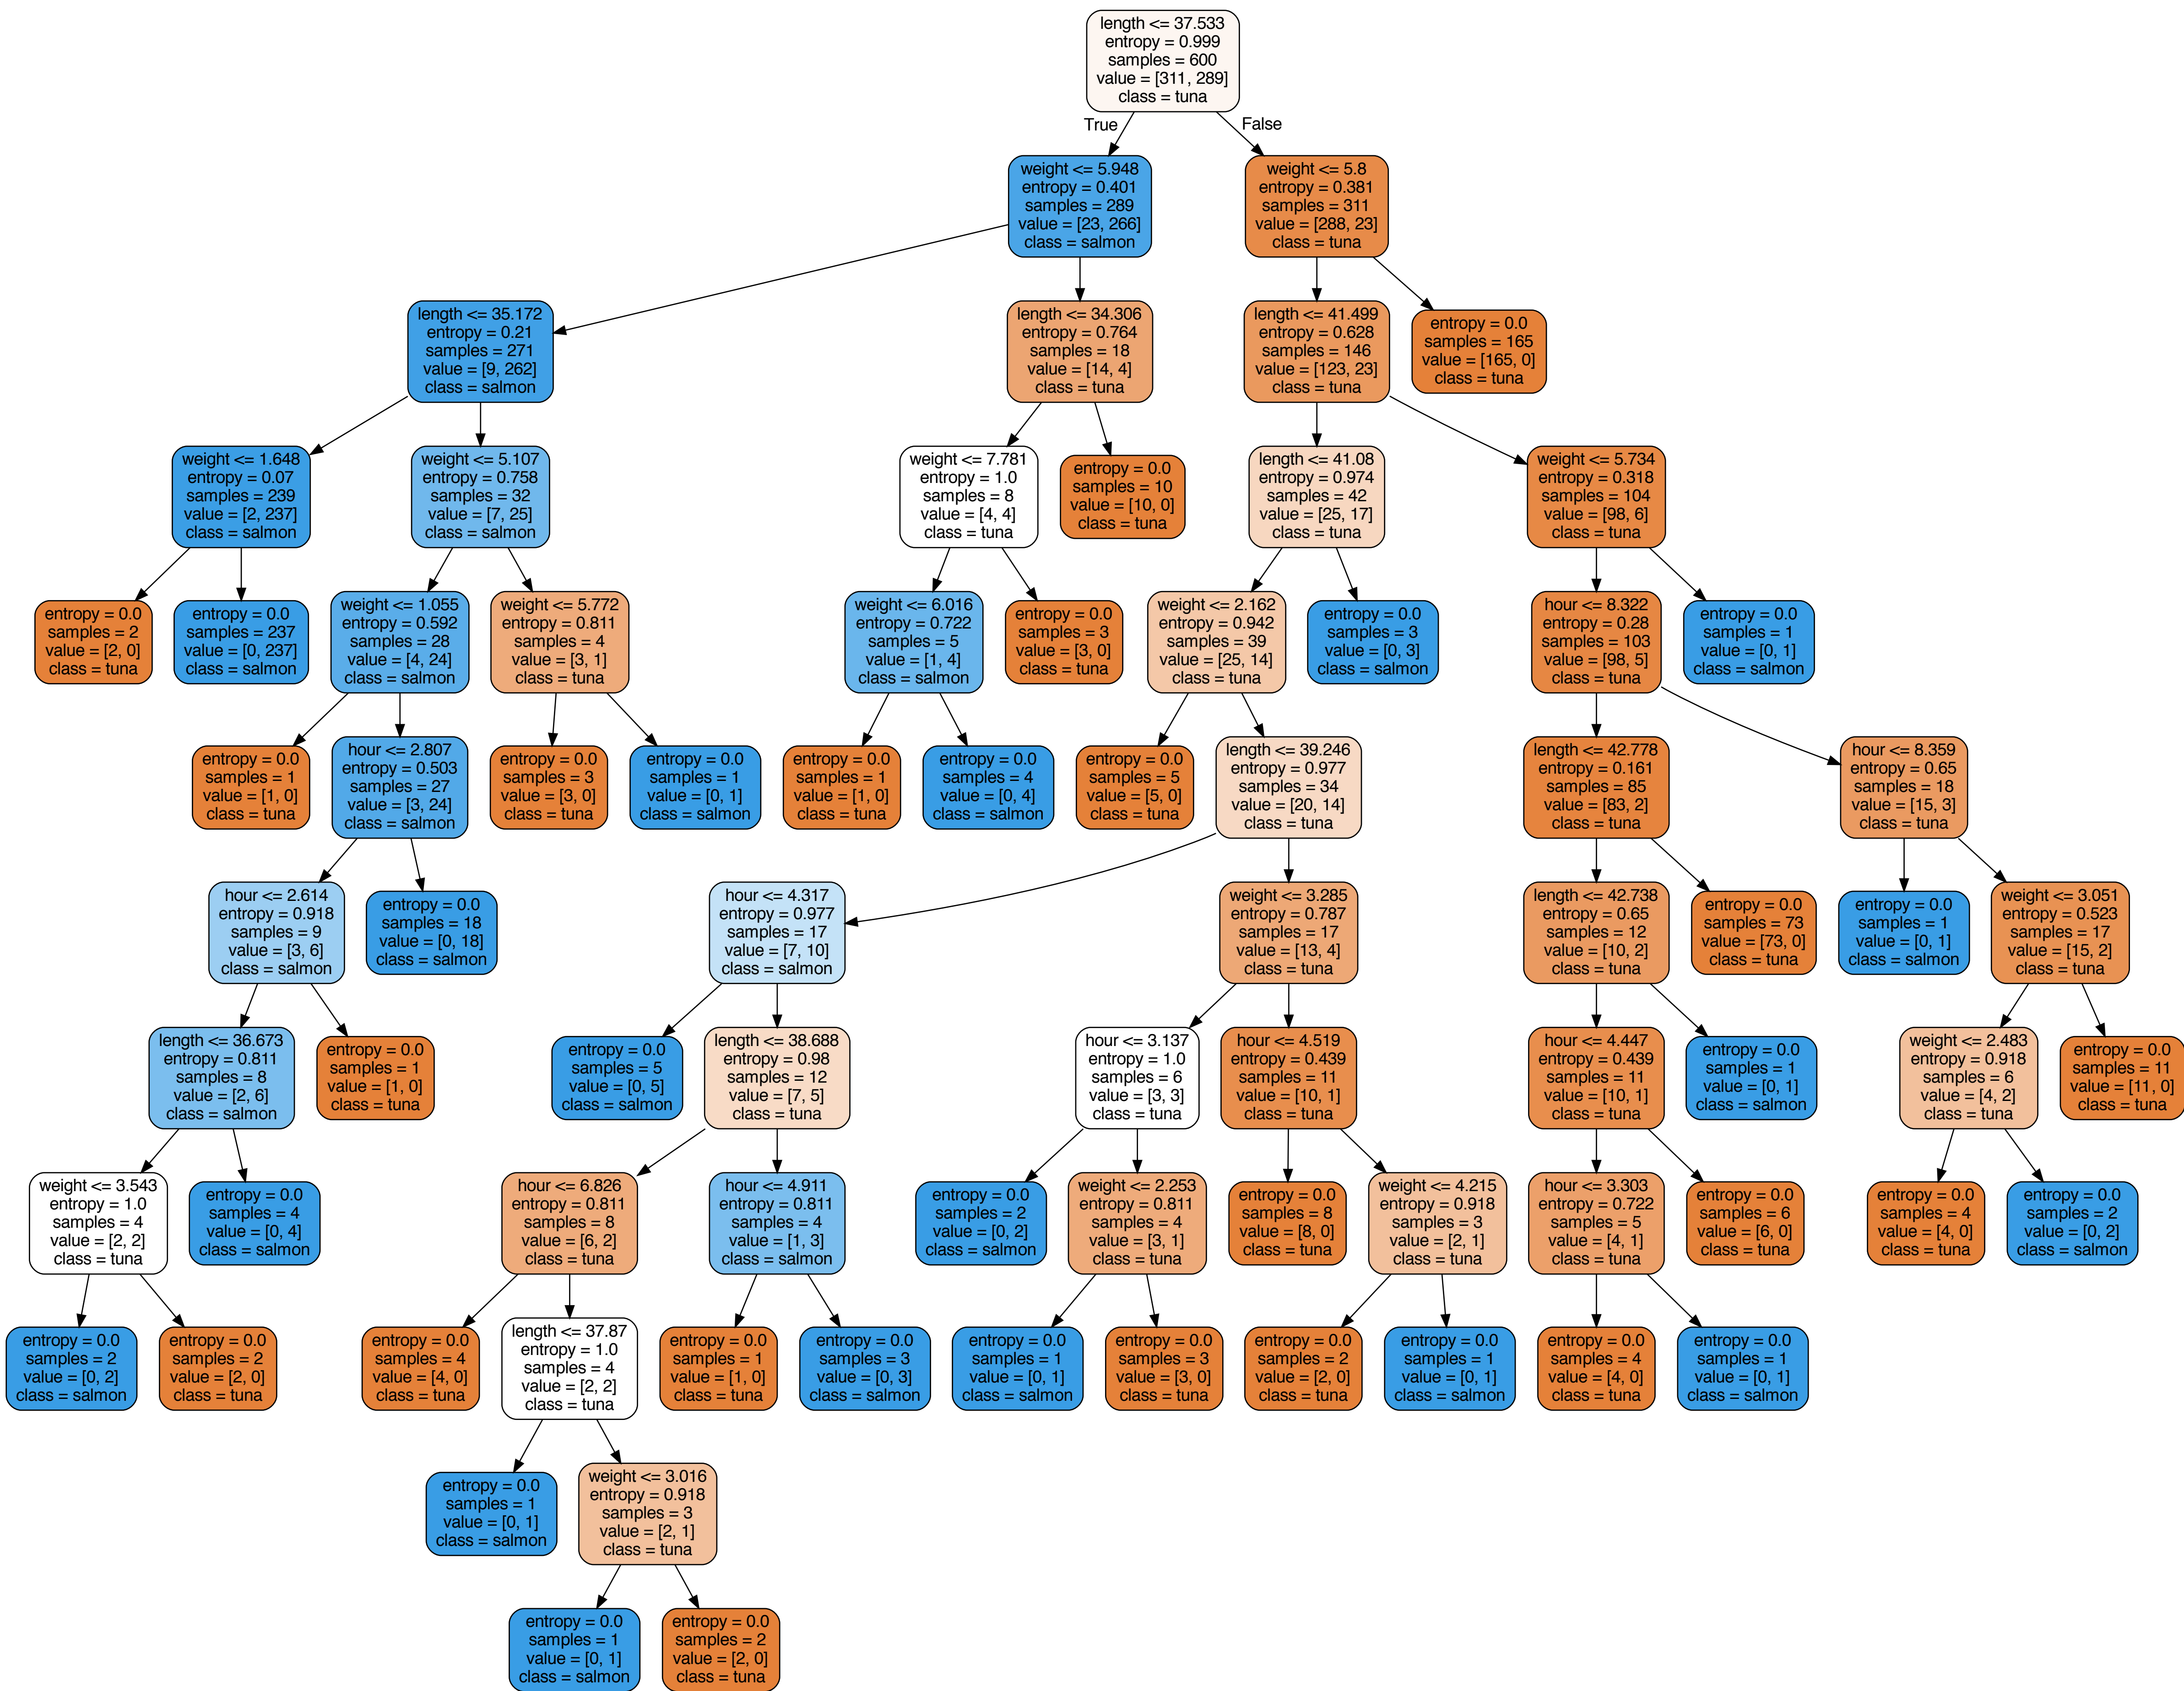 length <= 37.533
entropy = 0.999
samples = 600
value = [311, 289]
class = tuna
True
False
weight <= 5.948
entropy = 0.401
samples = 289
value = [23, 266]
class = salmon
weight <= 5.8
entropy = 0.381
samples = 311
value = [288, 23]
class = tuna
length <= 35.172
entropy = 0.21
samples = 271
value = [9, 262]
class = salmon
length <= 34.306
entropy = 0.764
samples = 18
value = [14, 4]
class = tuna
length <= 41.499
entropy = 0.628
samples = 146
value = [123, 23]
class = tuna
entropy = 0.0
samples = 165
value = [165, 0]
class = tuna
weight <= 1.648
entropy = 0.07
samples = 239
value = [2, 237]
class = salmon
weight <= 5.107
entropy = 0.758
samples = 32
value = [7, 25]
class = salmon
weight <= 7.781
entropy = 1.0
samples = 8
value = [4, 4]
class = tuna
entropy = 0.0
samples = 10
value = [10, 0]
class = tuna
length <= 41.08
entropy = 0.974
samples = 42
value = [25, 17]
class = tuna
weight <= 5.734
entropy = 0.318
samples = 104
value = [98, 6]
class = tuna
entropy = 0.0
samples = 2
value = [2, 0]
class = tuna
entropy = 0.0
samples = 237
value = [0, 237]
class = salmon
weight <= 1.055
entropy = 0.592
samples = 28
value = [4, 24]
class = salmon
weight <= 5.772
entropy = 0.811
samples = 4
value = [3, 1]
class = tuna
weight <= 6.016
entropy = 0.722
samples = 5
value = [1, 4]
class = salmon
entropy = 0.0
samples = 3
value = [3, 0]
class = tuna
weight <= 2.162
entropy = 0.942
samples = 39
value = [25, 14]
class = tuna
entropy = 0.0
samples = 3
value = [0, 3]
class = salmon
hour <= 8.322
entropy = 0.28
samples = 103
value = [98, 5]
class = tuna
entropy = 0.0
samples = 1
value = [0, 1]
class = salmon
entropy = 0.0
samples = 1
value = [1, 0]
class = tuna
hour <= 2.807
entropy = 0.503
samples = 27
value = [3, 24]
class = salmon
entropy = 0.0
samples = 3
value = [3, 0]
class = tuna
entropy = 0.0
samples = 1
value = [0, 1]
class = salmon
entropy = 0.0
samples = 1
value = [1, 0]
class = tuna
entropy = 0.0
samples = 4
value = [0, 4]
class = salmon
entropy = 0.0
samples = 5
value = [5, 0]
class = tuna
length <= 39.246
entropy = 0.977
samples = 34
value = [20, 14]
class = tuna
length <= 42.778
entropy = 0.161
samples = 85
value = [83, 2]
class = tuna
hour <= 8.359
entropy = 0.65
samples = 18
value = [15, 3]
class = tuna
hour <= 2.614
entropy = 0.918
samples = 9
value = [3, 6]
class = salmon
entropy = 0.0
samples = 18
value = [0, 18]
class = salmon
hour <= 4.317
entropy = 0.977
samples = 17
value = [7, 10]
class = salmon
weight <= 3.285
entropy = 0.787
samples = 17
value = [13, 4]
class = tuna
length <= 42.738
entropy = 0.65
samples = 12
value = [10, 2]
class = tuna
entropy = 0.0
samples = 73
value = [73, 0]
class = tuna
entropy = 0.0
samples = 1
value = [0, 1]
class = salmon
weight <= 3.051
entropy = 0.523
samples = 17
value = [15, 2]
class = tuna
length <= 36.673
entropy = 0.811
samples = 8
value = [2, 6]
class = salmon
entropy = 0.0
samples = 1
value = [1, 0]
class = tuna
entropy = 0.0
samples = 5
value = [0, 5]
class = salmon
length <= 38.688
entropy = 0.98
samples = 12
value = [7, 5]
class = tuna
hour <= 3.137
entropy = 1.0
samples = 6
value = [3, 3]
class = tuna
hour <= 4.519
entropy = 0.439
samples = 11
value = [10, 1]
class = tuna
hour <= 4.447
entropy = 0.439
samples = 11
value = [10, 1]
class = tuna
entropy = 0.0
samples = 1
value = [0, 1]
class = salmon
weight <= 2.483
entropy = 0.918
samples = 6
value = [4, 2]
class = tuna
entropy = 0.0
samples = 11
value = [11, 0]
class = tuna
weight <= 3.543
entropy = 1.0
samples = 4
value = [2, 2]
class = tuna
entropy = 0.0
samples = 4
value = [0, 4]
class = salmon
hour <= 6.826
entropy = 0.811
samples = 8
value = [6, 2]
class = tuna
hour <= 4.911
entropy = 0.811
samples = 4
value = [1, 3]
class = salmon
entropy = 0.0
samples = 2
value = [0, 2]
class = salmon
weight <= 2.253
entropy = 0.811
samples = 4
value = [3, 1]
class = tuna
entropy = 0.0
samples = 8
value = [8, 0]
class = tuna
weight <= 4.215
entropy = 0.918
samples = 3
value = [2, 1]
class = tuna
hour <= 3.303
entropy = 0.722
samples = 5
value = [4, 1]
class = tuna
entropy = 0.0
samples = 6
value = [6, 0]
class = tuna
entropy = 0.0
samples = 4
value = [4, 0]
class = tuna
entropy = 0.0
samples = 2
value = [0, 2]
class = salmon
entropy = 0.0
samples = 2
value = [0, 2]
class = salmon
entropy = 0.0
samples = 2
value = [2, 0]
class = tuna
entropy = 0.0
samples = 4
value = [4, 0]
class = tuna
length <= 37.87
entropy = 1.0
samples = 4
value = [2, 2]
class = tuna
entropy = 0.0
samples = 1
value = [1, 0]
class = tuna
entropy = 0.0
samples = 3
value = [0, 3]
class = salmon
entropy = 0.0
samples = 1
value = [0, 1]
class = salmon
entropy = 0.0
samples = 3
value = [3, 0]
class = tuna
entropy = 0.0
samples = 2
value = [2, 0]
class = tuna
entropy = 0.0
samples = 1
value = [0, 1]
class = salmon
entropy = 0.0
samples = 4
value = [4, 0]
class = tuna
entropy = 0.0
samples = 1
value = [0, 1]
class = salmon
entropy = 0.0
samples = 1
value = [0, 1]
class = salmon
weight <= 3.016
entropy = 0.918
samples = 3
value = [2, 1]
class = tuna
entropy = 0.0
samples = 1
value = [0, 1]
class = salmon
entropy = 0.0
samples = 2
value = [2, 0]
class = tuna